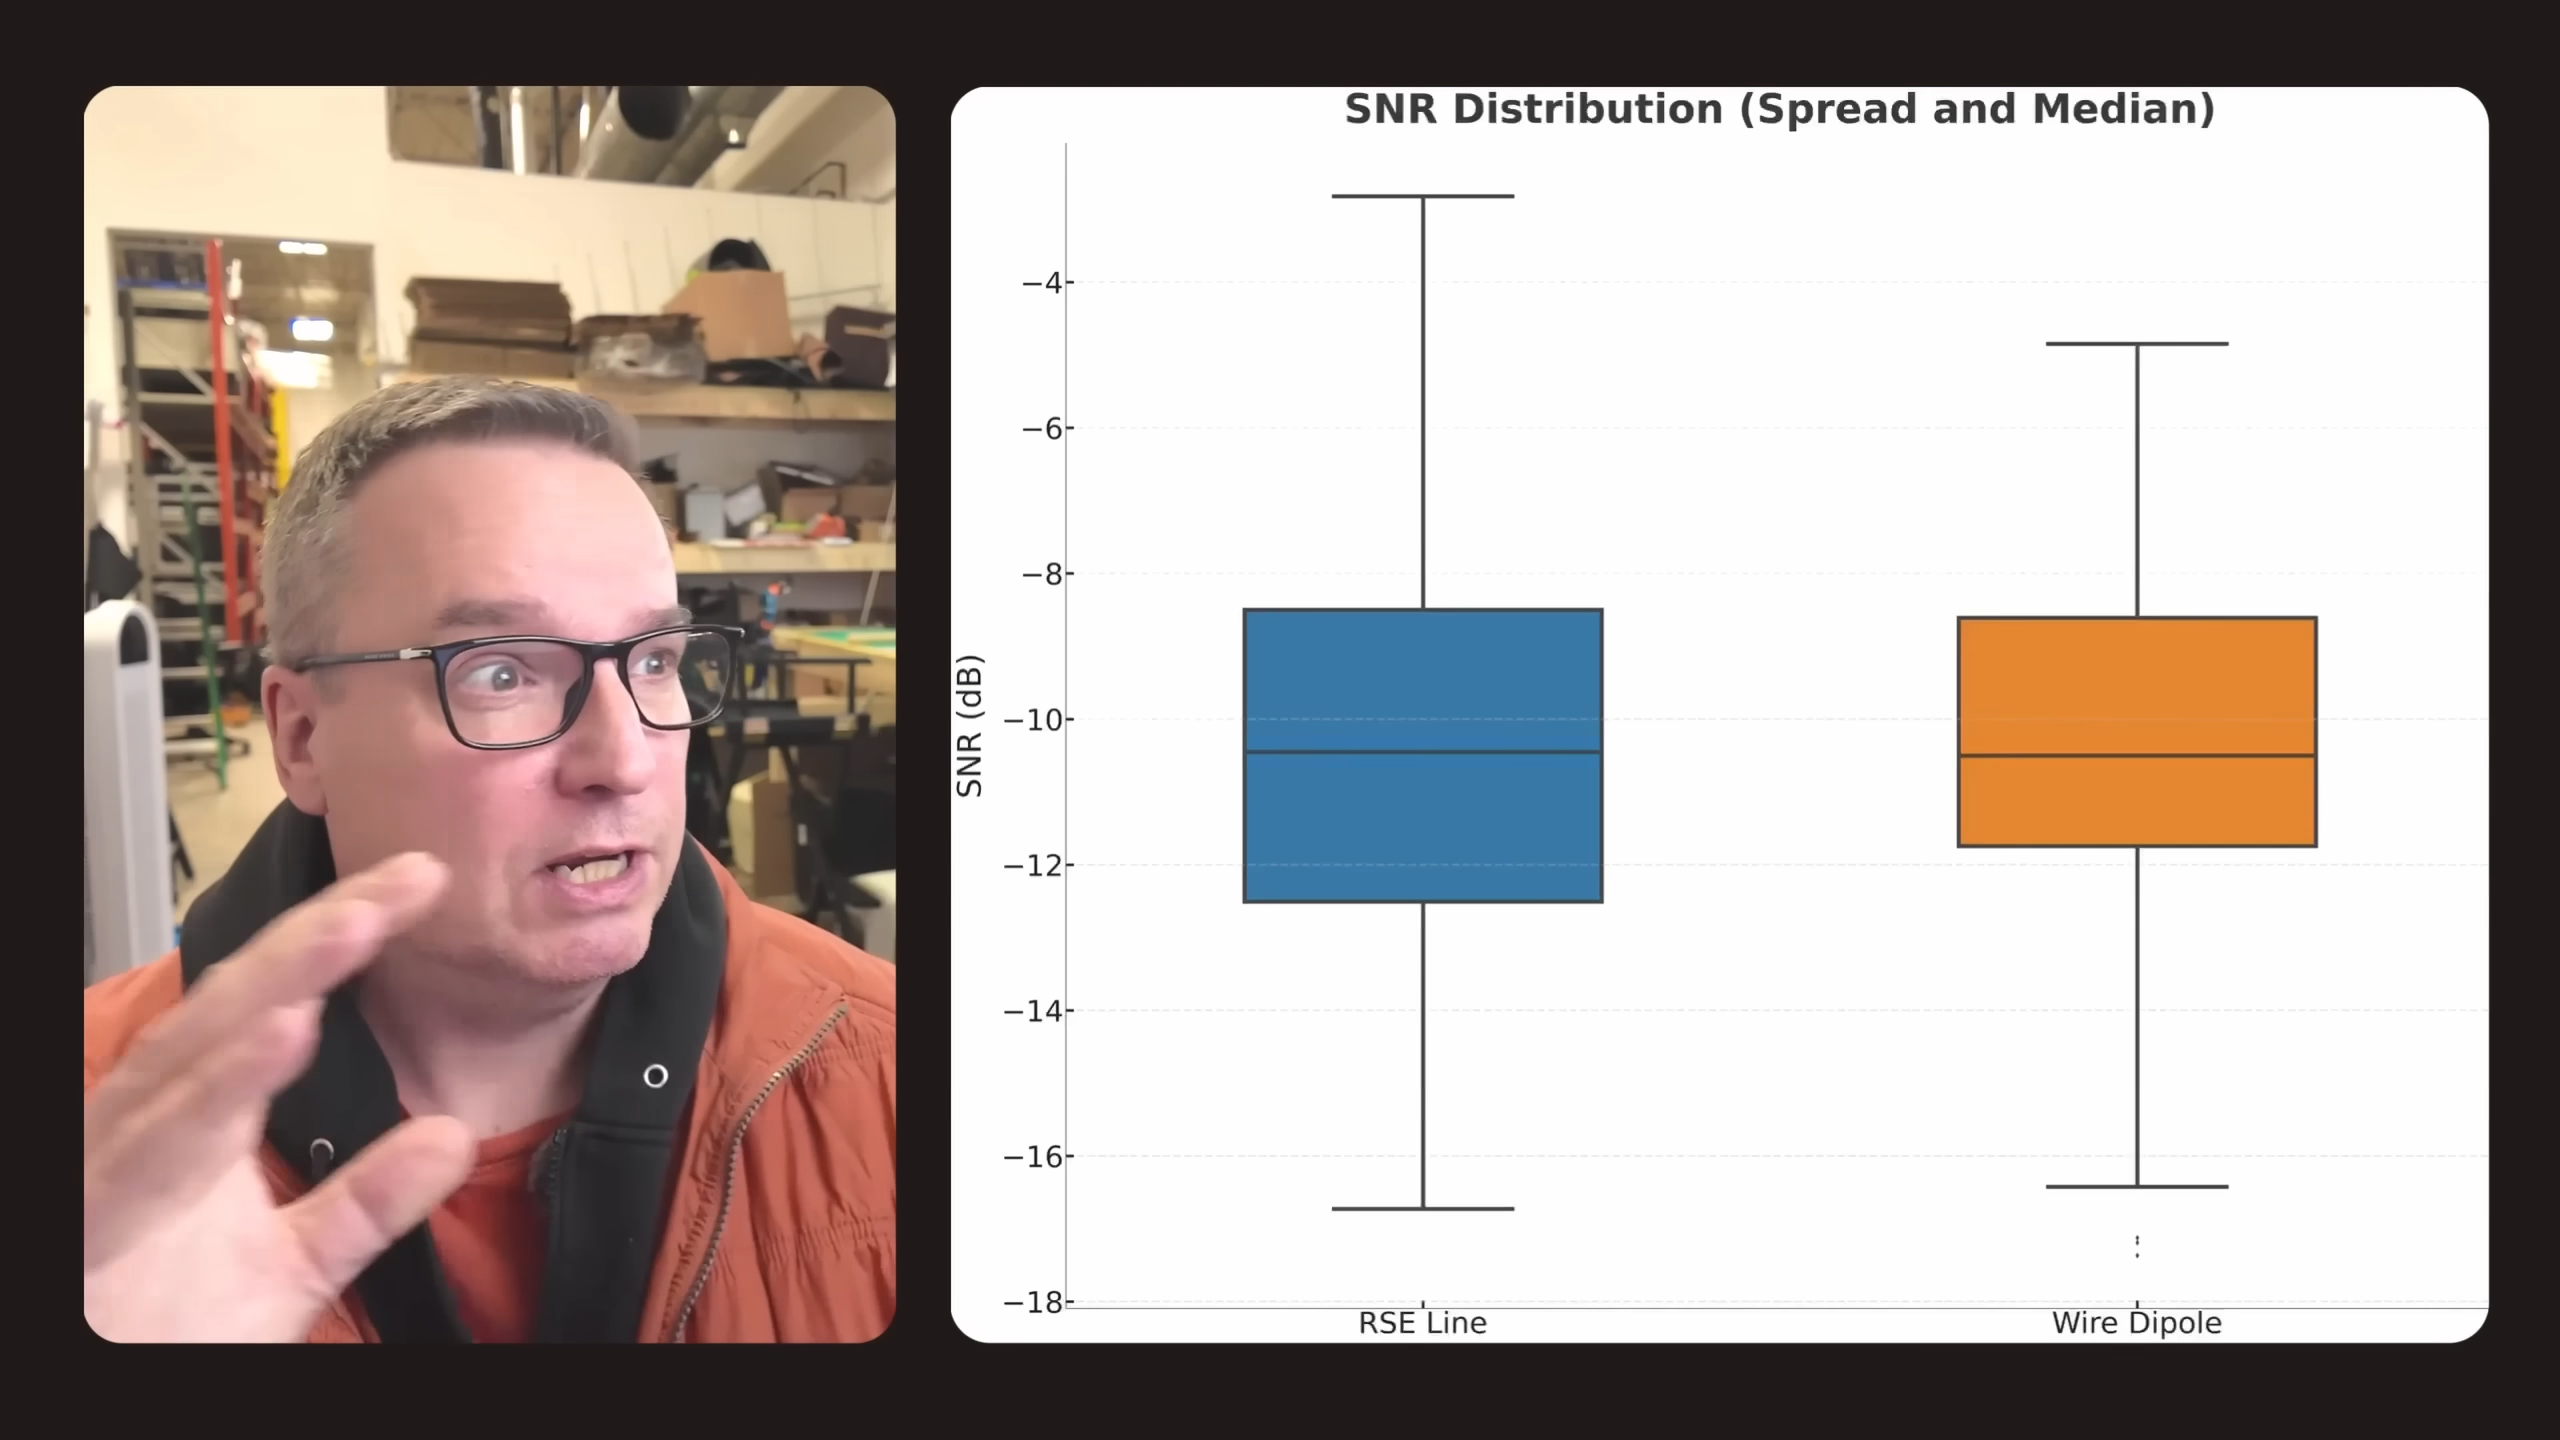 SNR Distribution (Spread and Median)
−4
−6
−8
−10
−12
−14
−16
−18
SNR (dB)
RSE Line
Wire Dipole